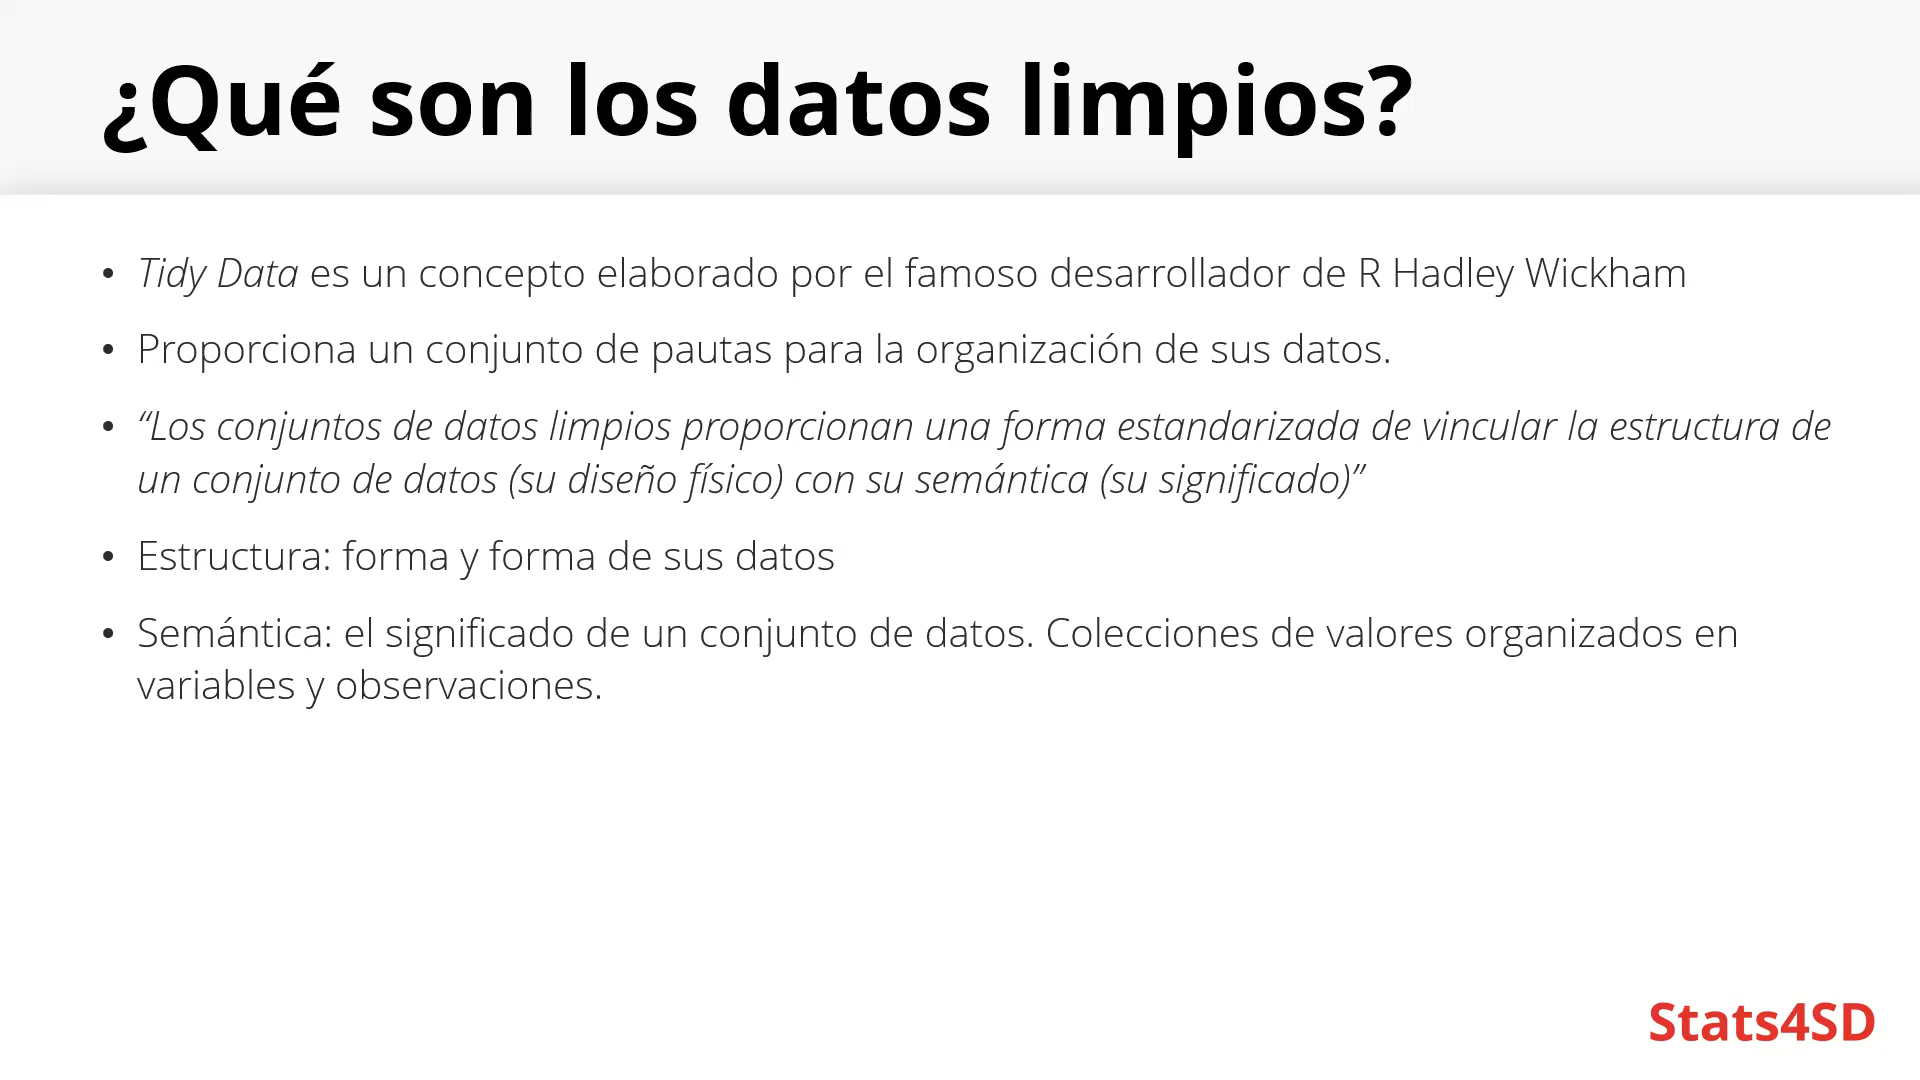 ¿Qué son los datos limpios?
• Tidy Data es un concepto elaborado por el famoso desarrollador de R Hadley Wickham
• Proporciona un conjunto de pautas para la organización de sus datos.
• “Los conjuntos de datos limpios proporcionan una forma estandarizada de vincular la estructura de
un conjunto de datos (su diseño físico) con su semántica (su significado)”
• Estructura: forma y forma de sus datos
• Semántica: el significado de un conjunto de datos. Colecciones de valores organizados en
variables y observaciones.
Stats4SD